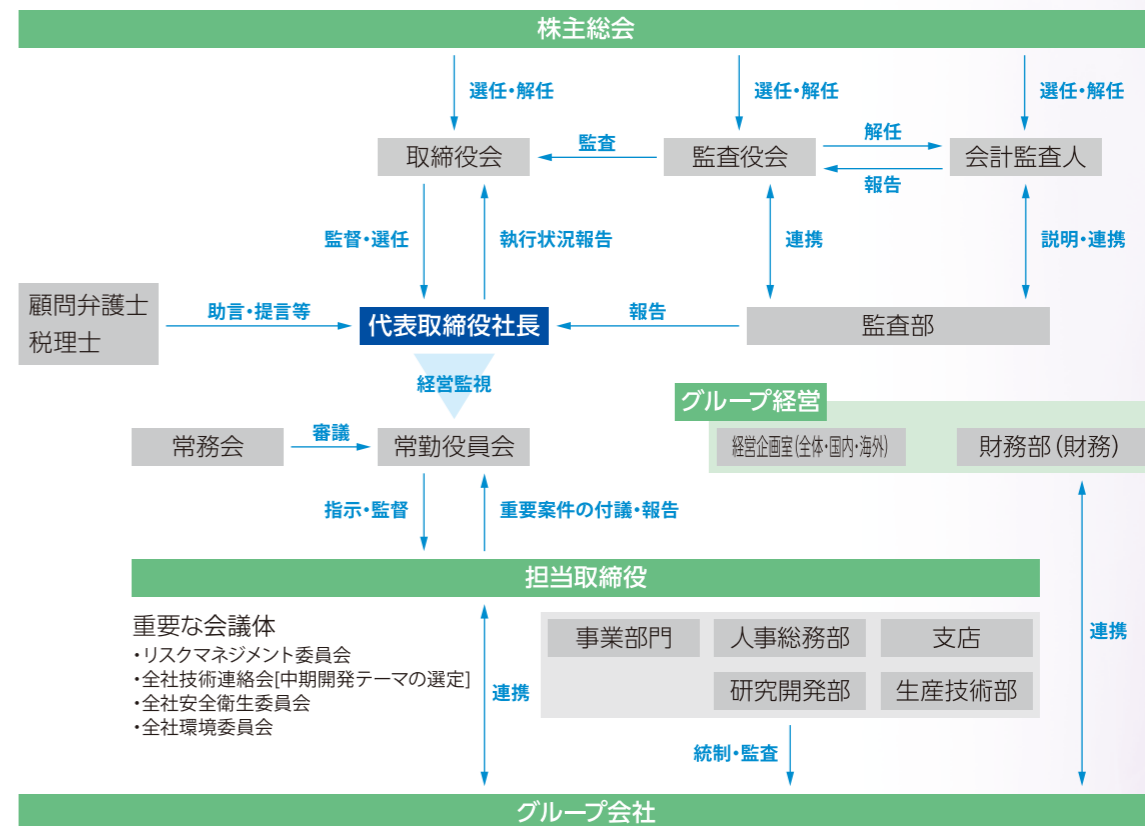 株主総会
選任・解任
選任・解任
選任・解任
取締役会
監査
監査役会
解任
報告
会計監査人
監督・選任
執行状況報告
連携
説明・連携
顧問弁護士
税理士
助言・提言等
代表取締役社長
報告
監査部
経営監視
グループ経営
常務会
審議
常勤役員会
経営企画室(全体・国内・海外)
財務部(財務)
指示・監督
重要案件の付議・報告
担当取締役
重要な会議体
・リスクマネジメント委員会
・全社技術連絡会[中期開発テーマの選定]
・全社安全衛生委員会
・全社環境委員会
連携
事業部門
人事総務部
支店
研究開発部
生産技術部
連携
統制・監査
グループ会社